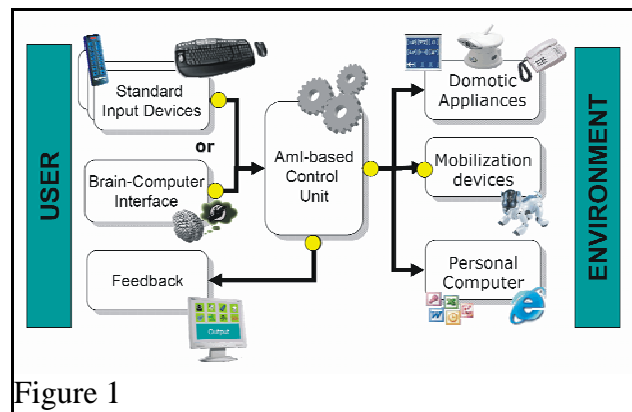 USER
Standard
Input Devices
or
Brain-Computer
Interface
Feedback
Output
AmI-based
Control
Unit
Domotic
Appliances
Mobilization
devices
Personal
Computer
ENVIRONMENT
Figure 1